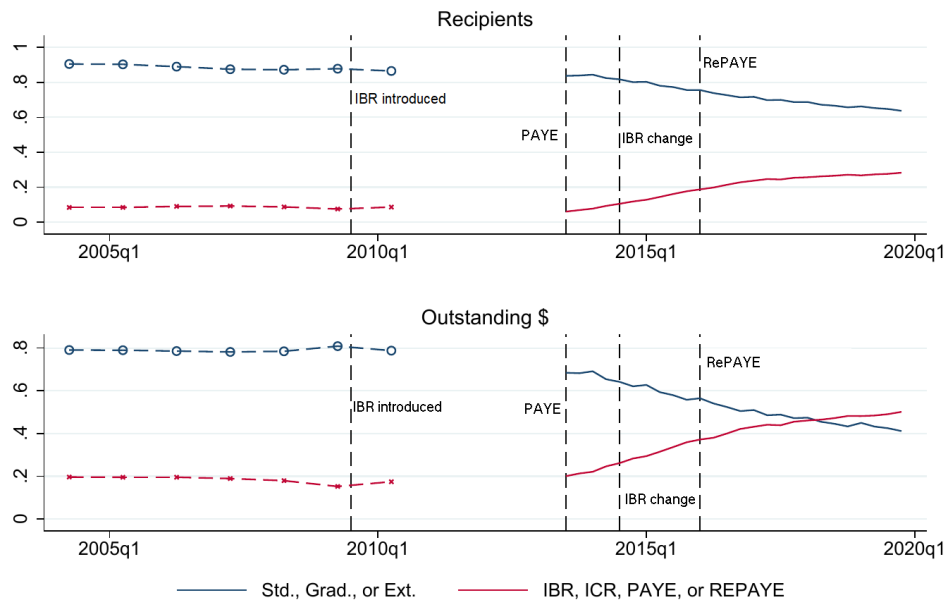 Recipients
1
.8
.6
.4
.2
0
RePAYE
IBR introduced
PAYE
IBR change
2005q1 2010q1 2015q1 2020q1
Outstanding $
.8
.6
.4
.2
0
RePAYE
IBR introduced
PAYE
IBR change
2005q1 2010q1 2015q1 2020q1
Std., Grad., or Ext. IBR, ICR, PAYE, or REPAYE